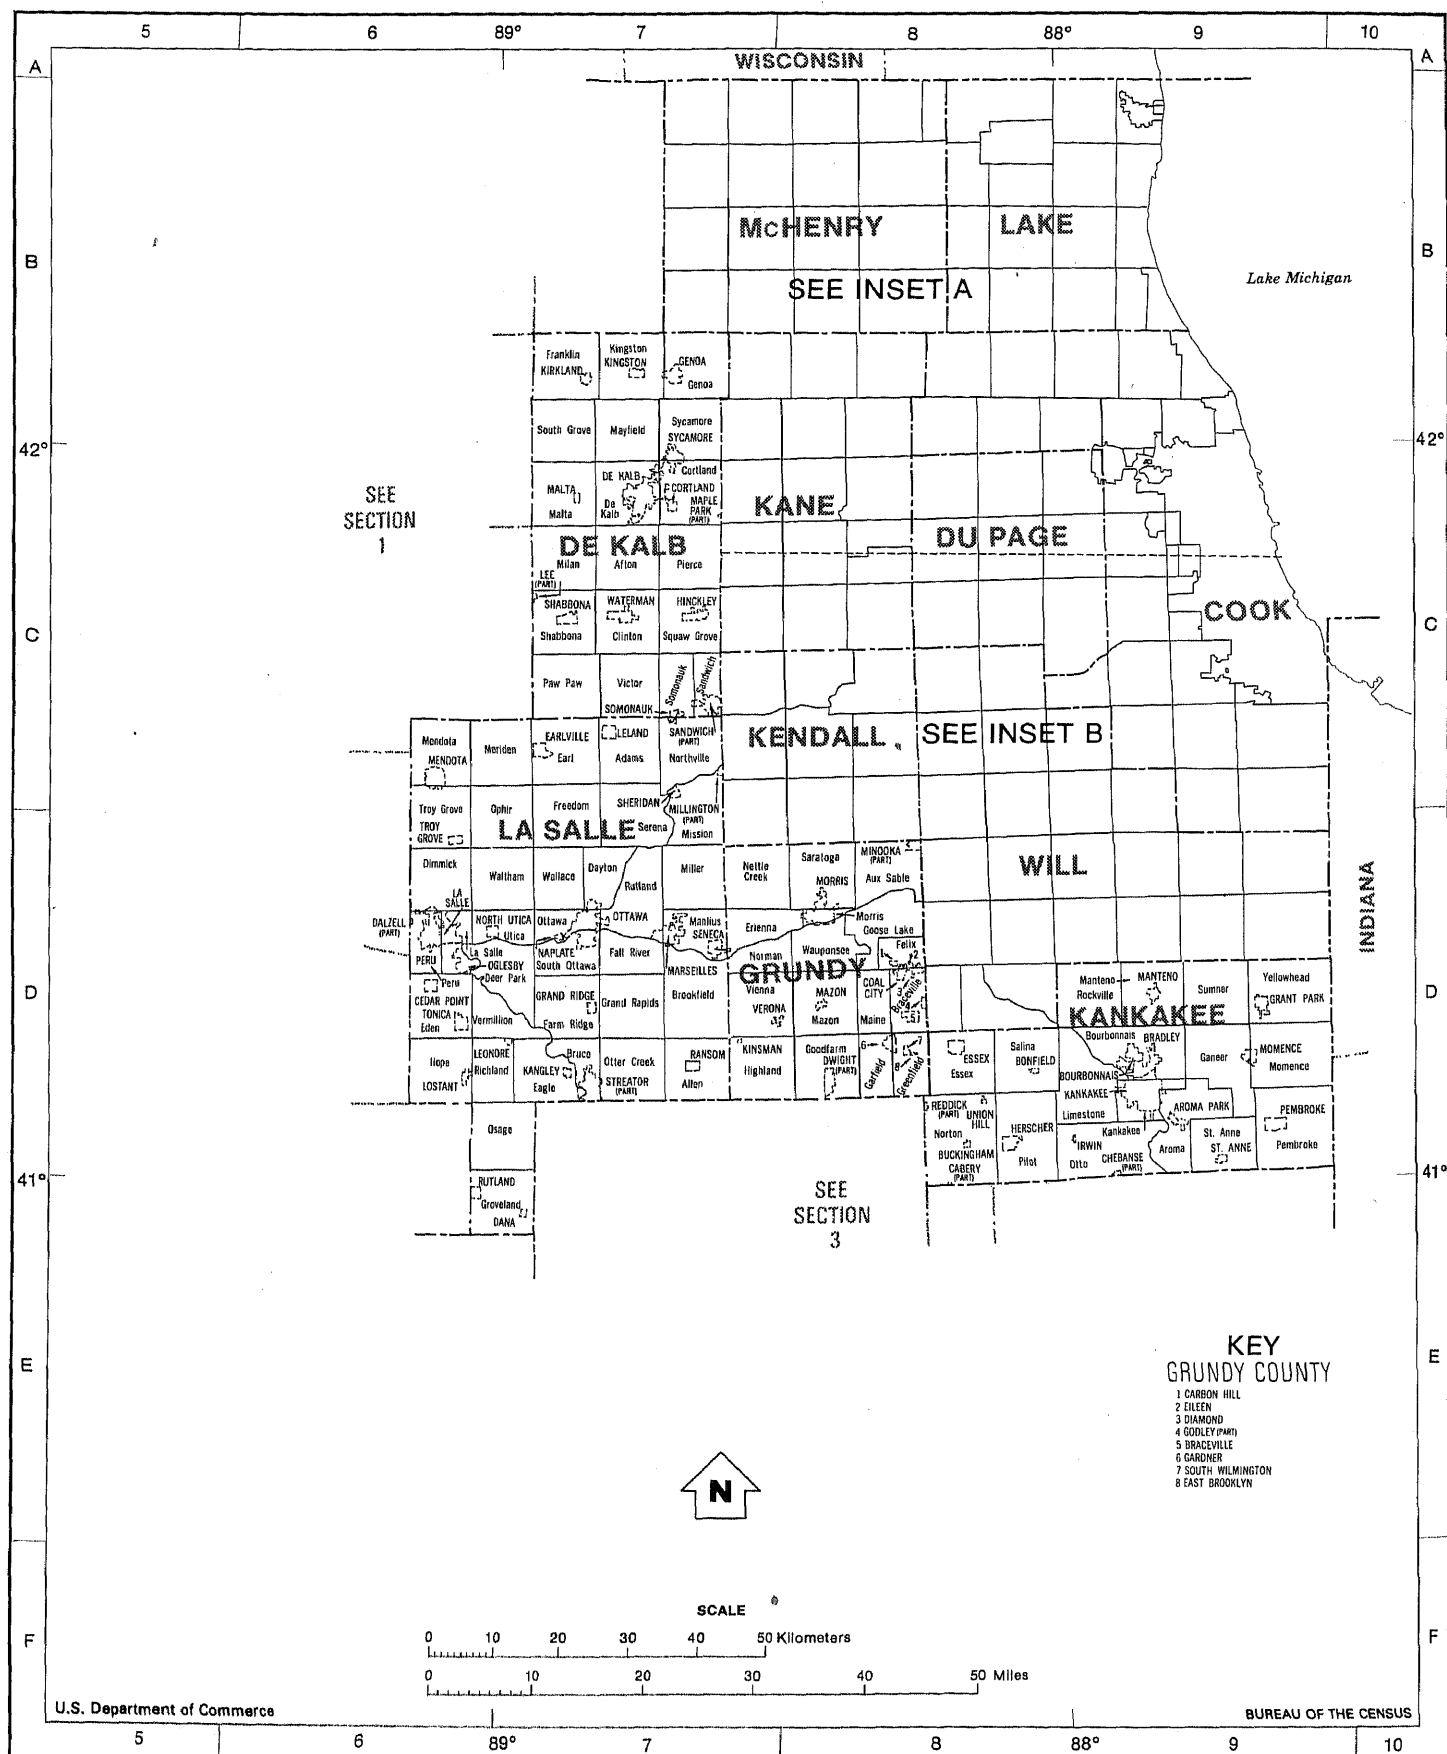 5 6 89° 7 8 88° 9 10
A A
WISCONSIN
McHENRY LAKE
B B
Lake Michigan
SEE INSET A
Franklin
KIRKLAND
Kingston
KINGSTON
GENOA
Genoa
South Grove
Mayfield
Sycamore
SYCAMORE
42° 42°
DE KALB
De
Kalb
Cortland
CORTLAND
MAPLE
PARK
(PART)
MALTA
Malta
SEE
SECTION
1
KANE
DU PAGE
DE KALB
Milan
Afton
Pierce
LEE
(PART)
SHABBONA
Shabbona
WATERMAN
Clinton
HINCKLEY
Squaw Grove
COOK
C C
Paw Paw
Victor
Somonauk
Sandwich
SOMONAUK
SANDWICH
(PART)
Northville
KENDALL
SEE INSET B
Mendota
MENDOTA
Meriden
EARLVILLE
Earl
LELAND
Adams
Troy Grove
TROY
GROVE
Ophir
Freedom
SHERIDAN
Serena
MILLINGTON
(PART)
Mission
LA SALLE
Dimmick
Waltham
Wallace
Dayton
Rutland
Miller
Nettle
Creek
Saratoga
MORRIS
MINOOKA
(PART)
Aux Sable
WILL
INDIANA
LA
SALLE
DALZELL
(PART)
NORTH UTICA
Utica
Ottawa
OTTAWA
Manlius
SENECA
Erienna
Morris
Goose Lake
PERU
La Salle
OGLESBY
Deer Park
NAPLATE
South Ottawa
Fall River
MARSEILLES
Norman
Wauponsee
Felix
1
2
GRUNDY
D D
Peru
CEDAR POINT
TONICA
Eden
Vermillion
GRAND RIDGE
Farm Ridge
Grand Rapids
Brookfield
Vienna
VERONA
MAZON
Mazon
COAL
CITY
3
Braceville
5
Maine
Manteno
MANTENO
Rockville
Sumner
Yellowhead
GRANT PARK
KANKAKEE
Hope
LOSTANT
LEONORE
Richland
Bruce
KANGLEY
Eagle
Otter Creek
STREATOR
(PART)
RANSOM
Allen
KINSMAN
Highland
Goodfarm
DWIGHT
(PART)
6
Garfield
7
8
Greenfield
ESSEX
Essex
Salina
BONFIELD
Bourbonnais
BRADLEY
BOURBONNAIS
Ganeer
MOMENCE
Momence
KANKAKEE
Limestone
AROMA PARK
PEMBROKE
Pembroke
REDDICK
(PART)
UNION
HILL
Norton
BUCKINGHAM
CABERY
(PART)
HERSCHER
Pilot
IRWIN
Otto
Kankakee
CHEBANSE
(PART)
Aroma
St. Anne
ST. ANNE
Osage
41° 41°
RUTLAND
Groveland
DANA
SEE
SECTION
3
E E
KEY
GRUNDY COUNTY
1 CARBON HILL
2 EILEEN
3 DIAMOND
4 GODLEY (PART)
5 BRACEVILLE
6 GARDNER
7 SOUTH WILMINGTON
8 EAST BROOKLYN
N
SCALE
F F
0 10 20 30 40 50 Kilometers
0 10 20 30 40 50 Miles
U.S. Department of Commerce
BUREAU OF THE CENSUS
5 6 89° 7 8 88° 9 10